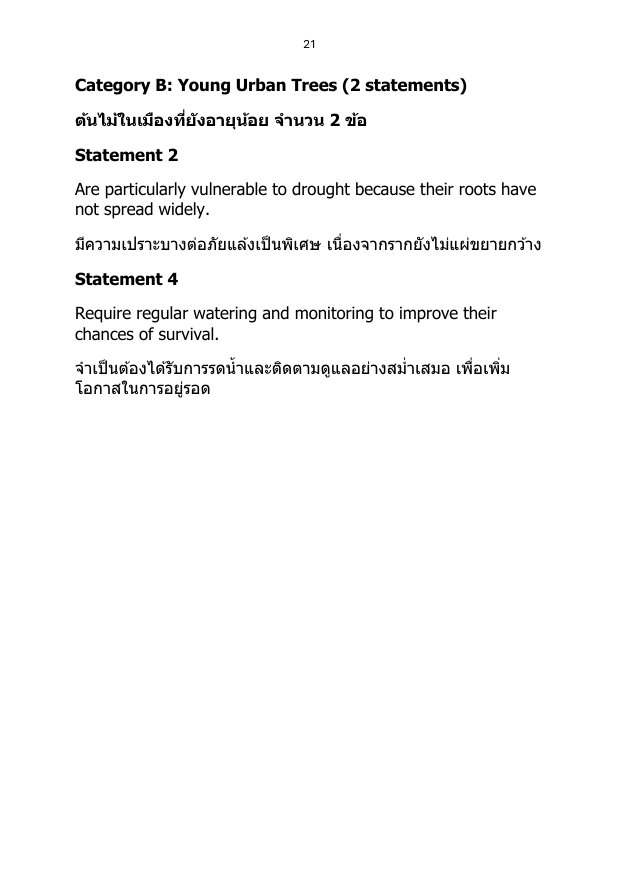 21
Category B: Young Urban Trees (2 statements)
ต้นไม้ในเมืองที่ยังอายุน้อย จำนวน 2 ข้อ
Statement 2
Are particularly vulnerable to drought because their roots have
not spread widely.
มีความเปราะบางต่อภัยแล้งเป็นพิเศษ เนื่องจากรากยังไม่แผ่ขยายกว้าง
Statement 4
Require regular watering and monitoring to improve their
chances of survival.
จำเป็นต้องได้รับการรดน้ำและติดตามดูแลอย่างสม่ำเสมอ เพื่อเพิ่ม
โอกาสในการอยู่รอด